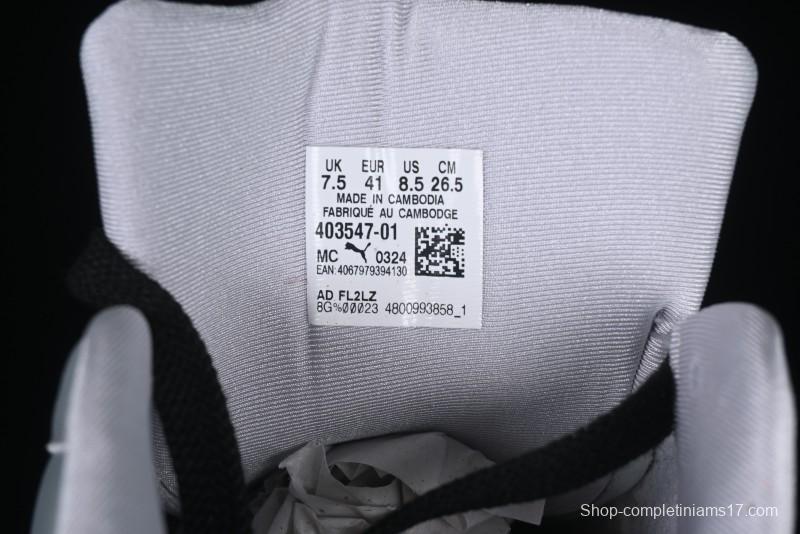 UK EUR US CM
7.5 41 8.5 26.5
MADE IN CAMBODIA
FABRIQUÉ AU CAMBODGE
403547-01
MC 0324
EAN: 4067979394130
AD FL2LZ
8G%00023 4800993858_1
Shop-completiniams17.com